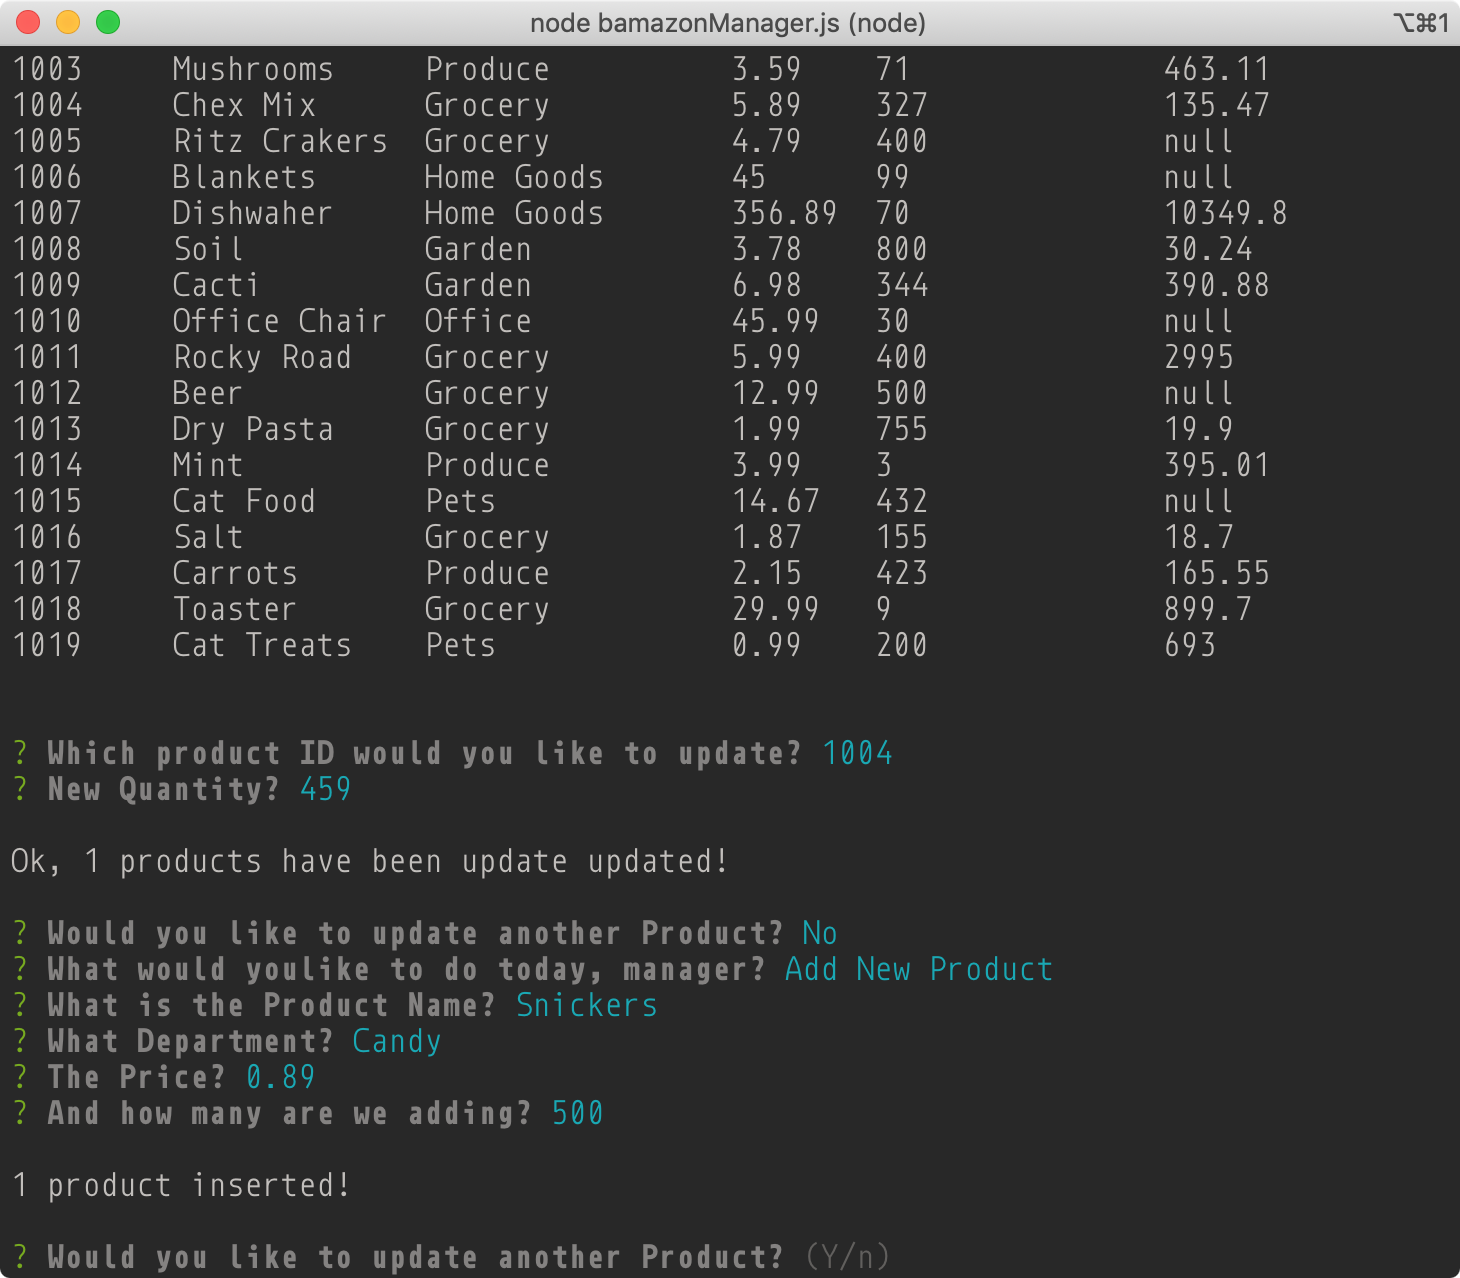 node bamazonManager.js (node) ⌥⌘1
1003 Mushrooms Produce 3.59 71 463.11
1004 Chex Mix Grocery 5.89 327 135.47
1005 Ritz Crakers Grocery 4.79 400 null
1006 Blankets Home Goods 45 99 null
1007 Dishwaher Home Goods 356.89 70 10349.8
1008 Soil Garden 3.78 800 30.24
1009 Cacti Garden 6.98 344 390.88
1010 Office Chair Office 45.99 30 null
1011 Rocky Road Grocery 5.99 400 2995
1012 Beer Grocery 12.99 500 null
1013 Dry Pasta Grocery 1.99 755 19.9
1014 Mint Produce 3.99 3 395.01
1015 Cat Food Pets 14.67 432 null
1016 Salt Grocery 1.87 155 18.7
1017 Carrots Produce 2.15 423 165.55
1018 Toaster Grocery 29.99 9 899.7
1019 Cat Treats Pets 0.99 200 693
? Which product ID would you like to update? 1004
? New Quantity? 459
Ok, 1 products have been update updated!
? Would you like to update another Product? No
? What would youlike to do today, manager? Add New Product
? What is the Product Name? Snickers
? What Department? Candy
? The Price? 0.89
? And how many are we adding? 500
1 product inserted!
? Would you like to update another Product? (Y/n)